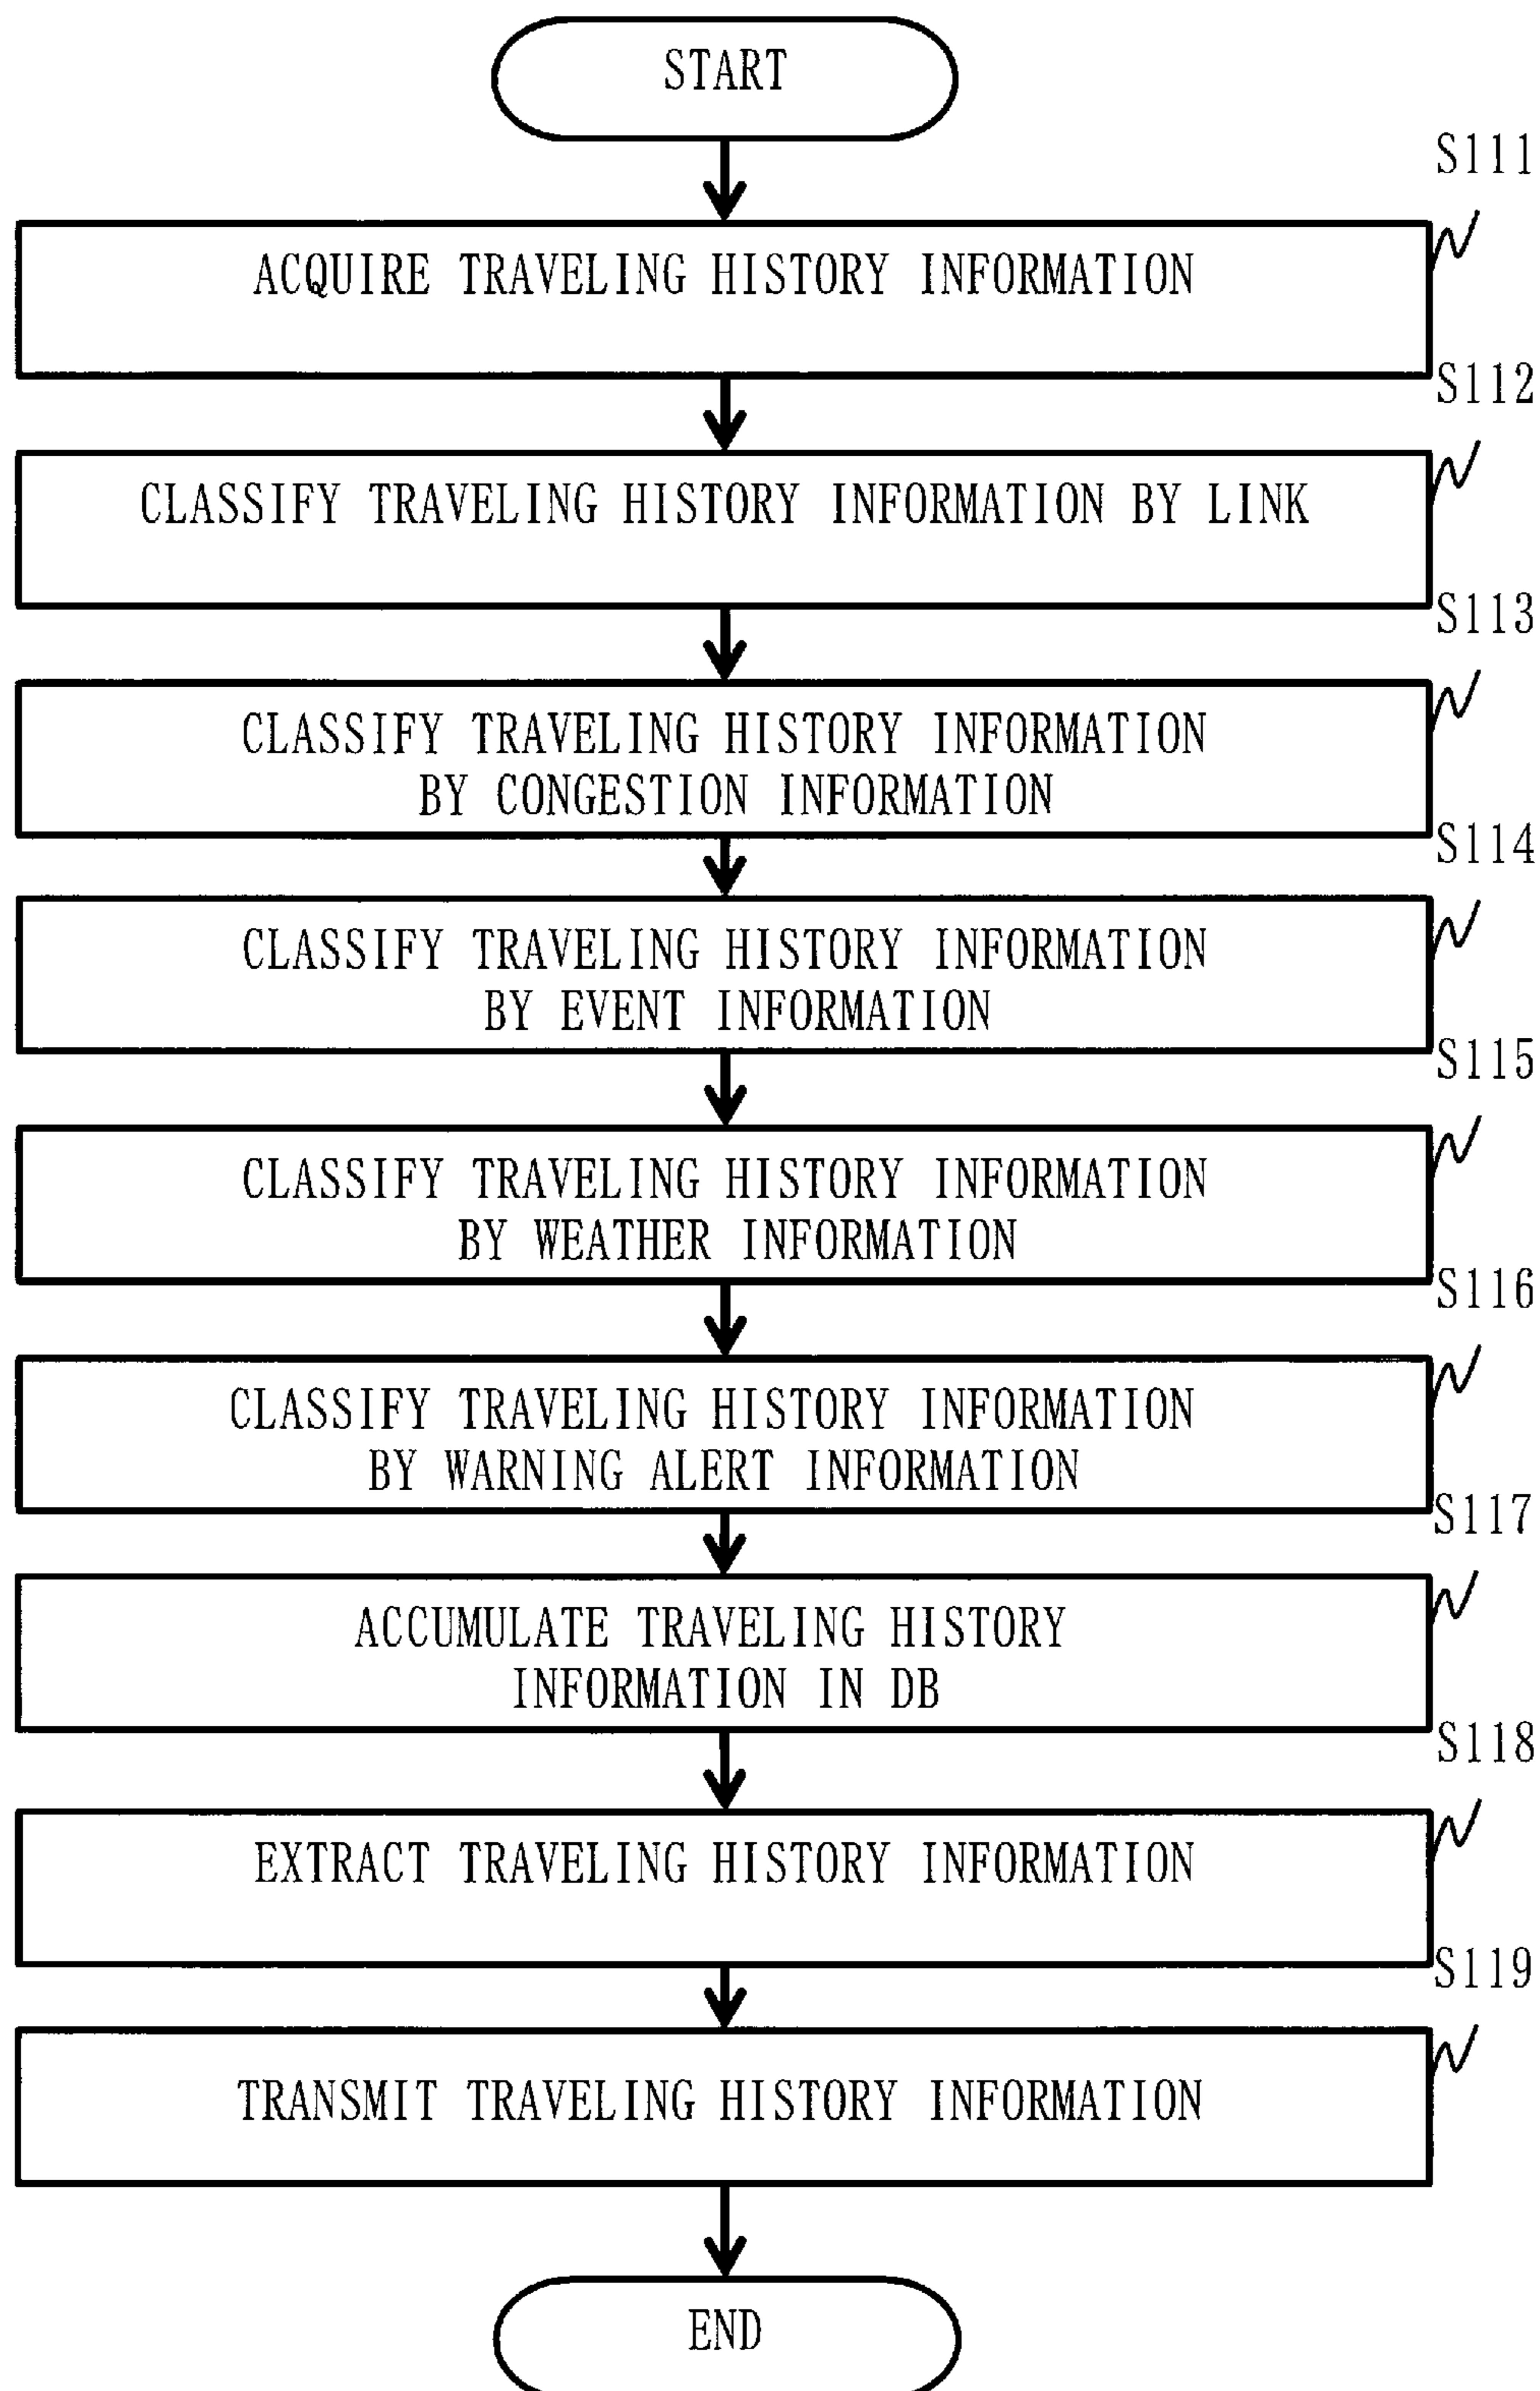 START
S111
ACQUIRE TRAVELING HISTORY INFORMATION
S112
CLASSIFY TRAVELING HISTORY INFORMATION BY LINK
S113
CLASSIFY TRAVELING HISTORY INFORMATION
BY CONGESTION INFORMATION
S114
CLASSIFY TRAVELING HISTORY INFORMATION
BY EVENT INFORMATION
S115
CLASSIFY TRAVELING HISTORY INFORMATION
BY WEATHER INFORMATION
S116
CLASSIFY TRAVELING HISTORY INFORMATION
BY WARNING ALERT INFORMATION
S117
ACCUMULATE TRAVELING HISTORY
INFORMATION IN DB
S118
EXTRACT TRAVELING HISTORY INFORMATION
S119
TRANSMIT TRAVELING HISTORY INFORMATION
END